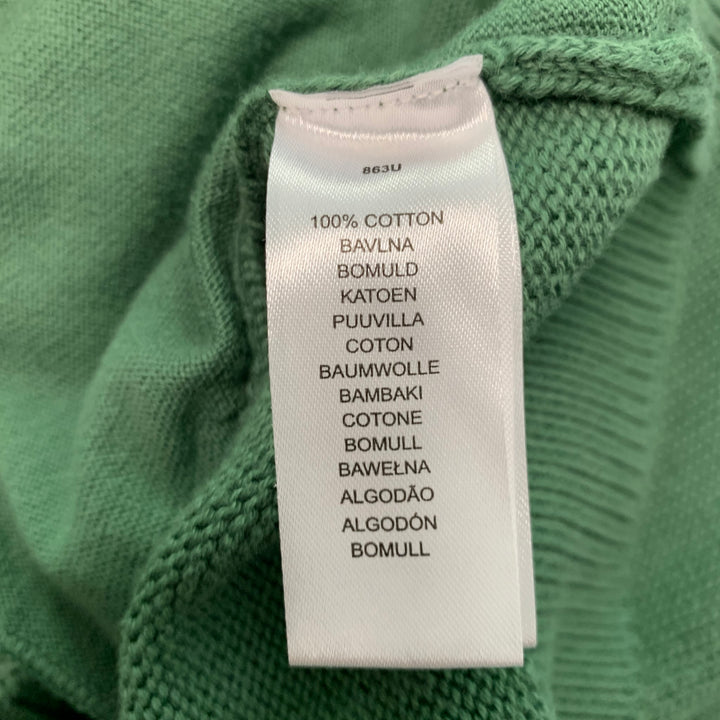 863U
100% COTTON
BAVLNA
BOMULD
KATOEN
PUUVILLA
COTON
BAUMWOLLE
BAMBAKI
COTONE
BOMULL
BAWEŁNA
ALGODÃO
ALGODÓN
BOMULL